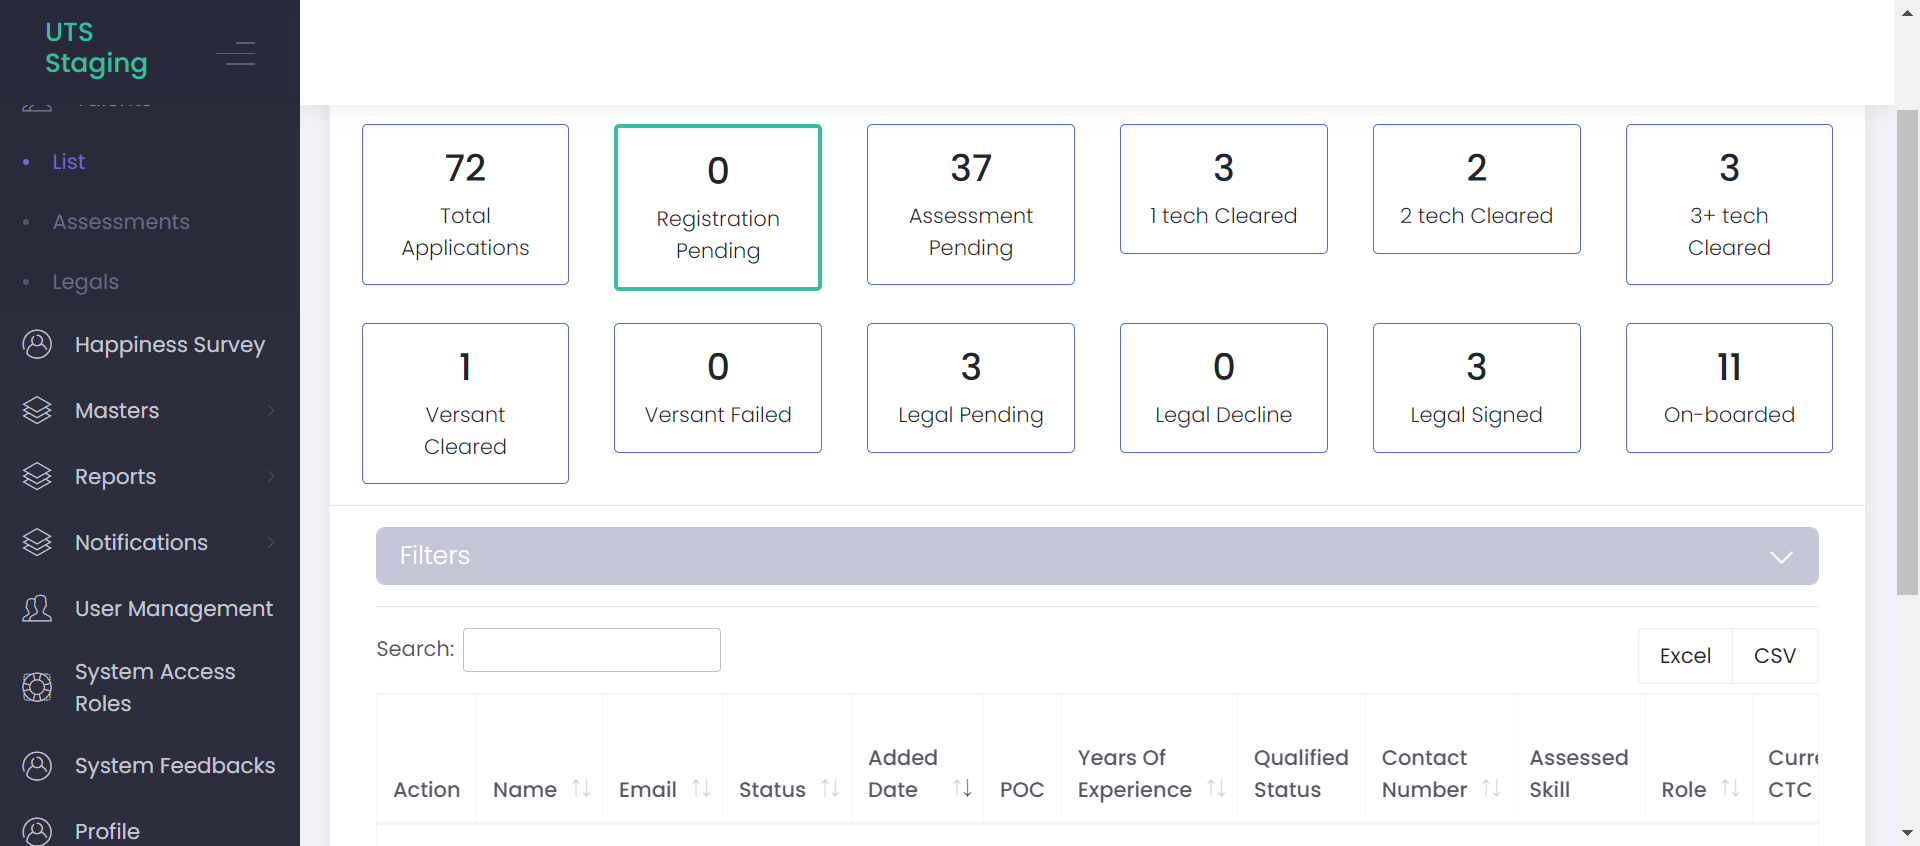 UTS
Staging
List
Assessments
Legals
Happiness Survey
Masters
Reports
Notifications
User Management
System Access
Roles
System Feedbacks
Profile
72
Total
Applications
0
Registration
Pending
37
Assessment
Pending
3
1 tech Cleared
2
2 tech Cleared
3
3+ tech
Cleared
1
Versant
Cleared
0
Versant Failed
3
Legal Pending
0
Legal Decline
3
Legal Signed
11
On-boarded
Filters
Search:
Excel
CSV
Action
Name
Email
Status
Added
Date
POC
Years Of
Experience
Qualified
Status
Contact
Number
Assessed
Skill
Role
CTC